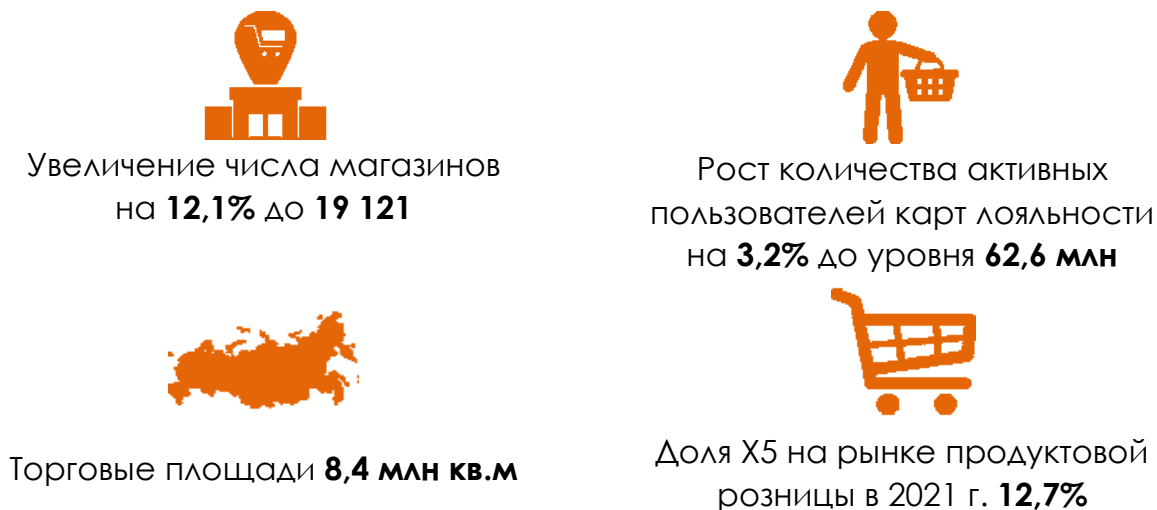 Увеличение числа магазинов
на 12,1% до 19 121
Рост количества активных
пользователей карт лояльности
на 3,2% до уровня 62,6 млн
Торговые площади 8,4 млн кв.м
Доля X5 на рынке продуктовой
розницы в 2021 г. 12,7%